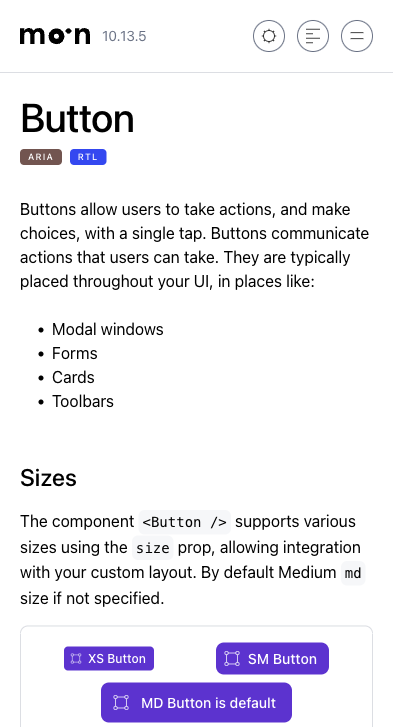 moon 10.13.5
Button
ARIA RTL
Buttons allow users to take actions, and make
choices, with a single tap. Buttons communicate
actions that users can take. They are typically
placed throughout your UI, in places like:
• Modal windows
• Forms
• Cards
• Toolbars
Sizes
The component <Button /> supports various
sizes using the size prop, allowing integration
with your custom layout. By default Medium md
size if not specified.
XS Button SM Button
MD Button is default